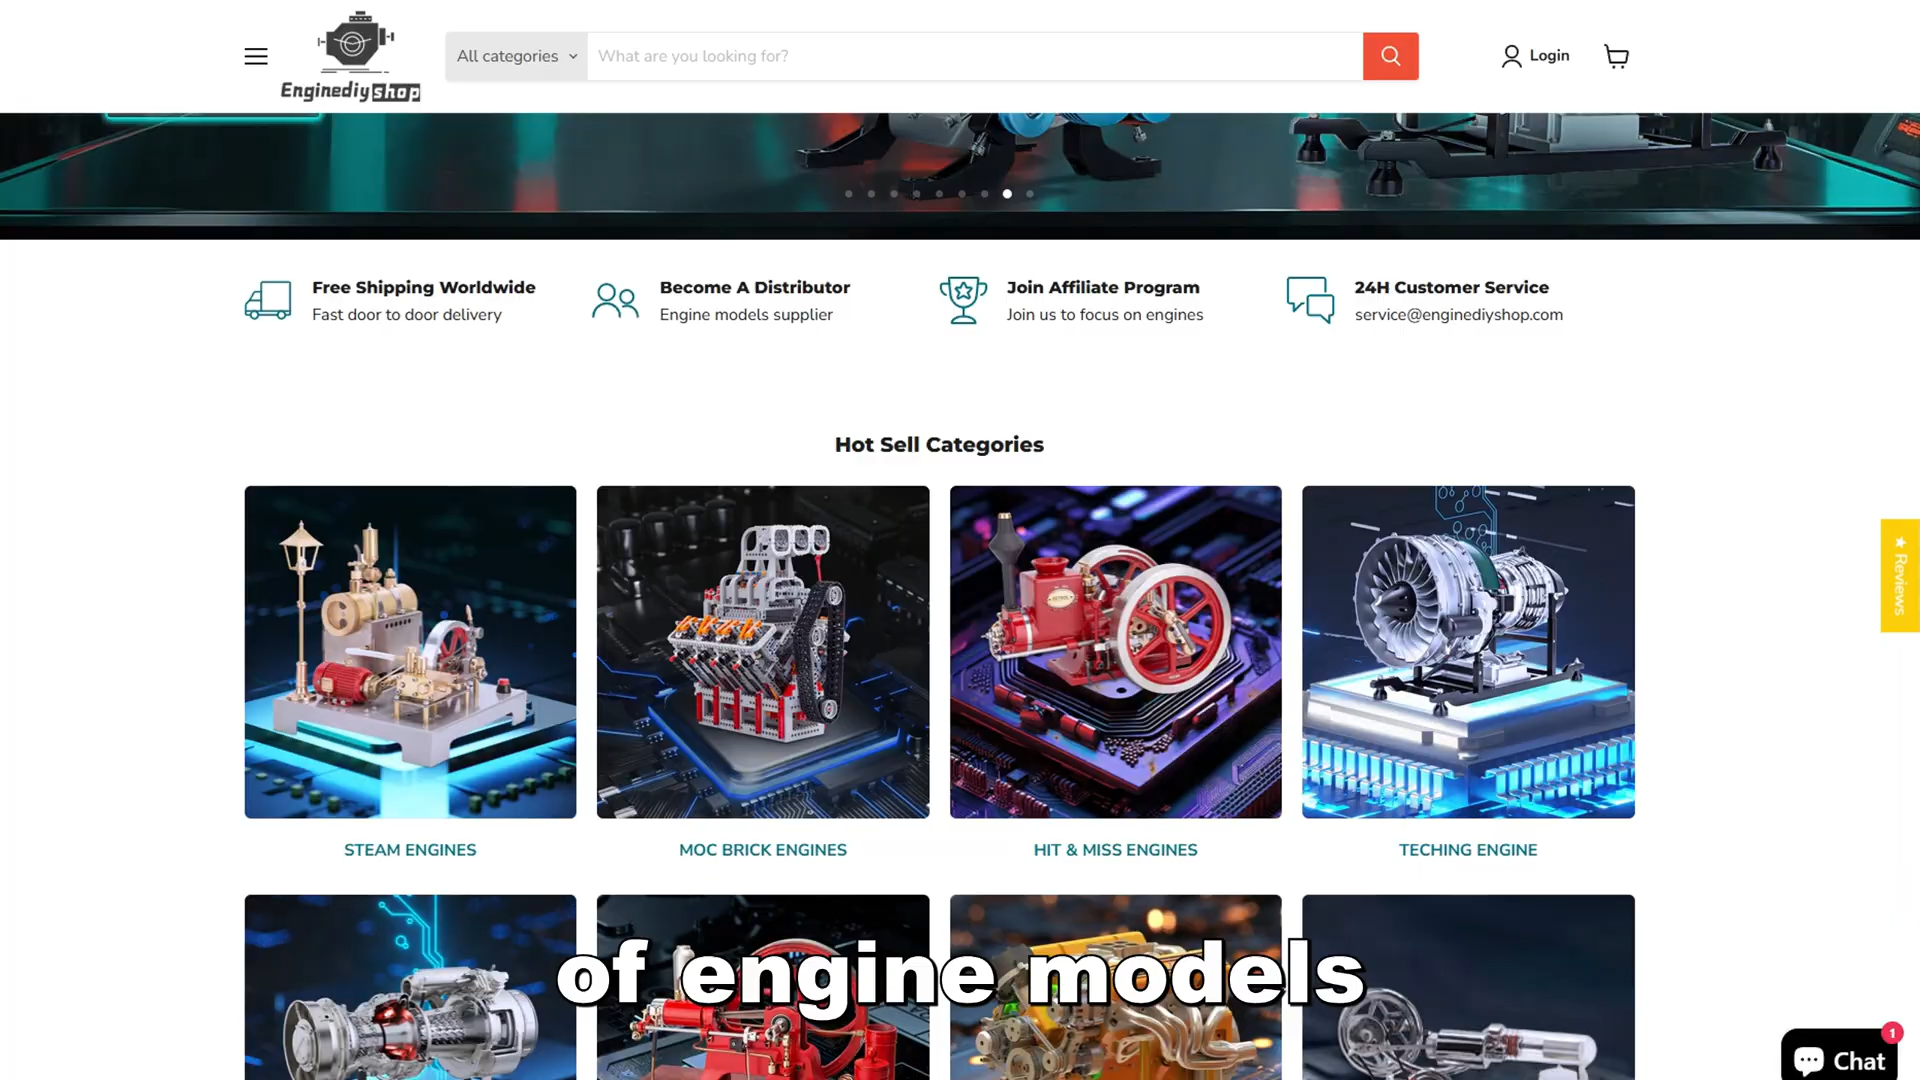 All categories
What are you looking for?
Login
Enginediyshop
Free Shipping Worldwide
Fast door to door delivery
Become A Distributor
Engine models supplier
Join Affiliate Program
Join us to focus on engines
24H Customer Service
service@enginediyshop.com
Hot Sell Categories
★ Reviews
STEAM ENGINES
MOC BRICK ENGINES
HIT & MISS ENGINES
TECHING ENGINE
of engine models
1
Chat